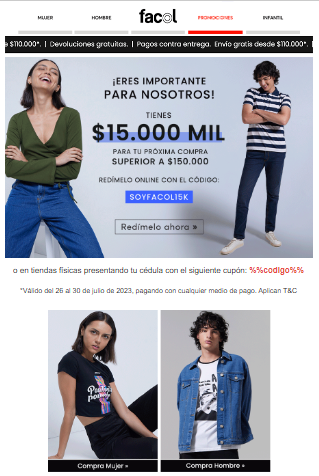 facol
MUJER HOMBRE PROMOCIONES INFANTIL
e $110.000*. | Devoluciones gratuitas. | Pagos contra entrega. Envío gratis desde $110.000*. |
¡ERES IMPORTANTE
PARA NOSOTROS!
TIENES
$15.000 MIL
PARA TU PRÓXIMA COMPRA
SUPERIOR A $150.000
REDÍMELO ONLINE CON EL CÓDIGO:
SOYFACOL15K
Redímelo ahora »
o en tiendas físicas presentando tu cédula con el siguiente cupón: %%codigo%%
*Válido del 26 al 30 de julio de 2023, pagando con cualquier medio de pago. Aplican T&C
Compra Mujer » Compra Hombre »